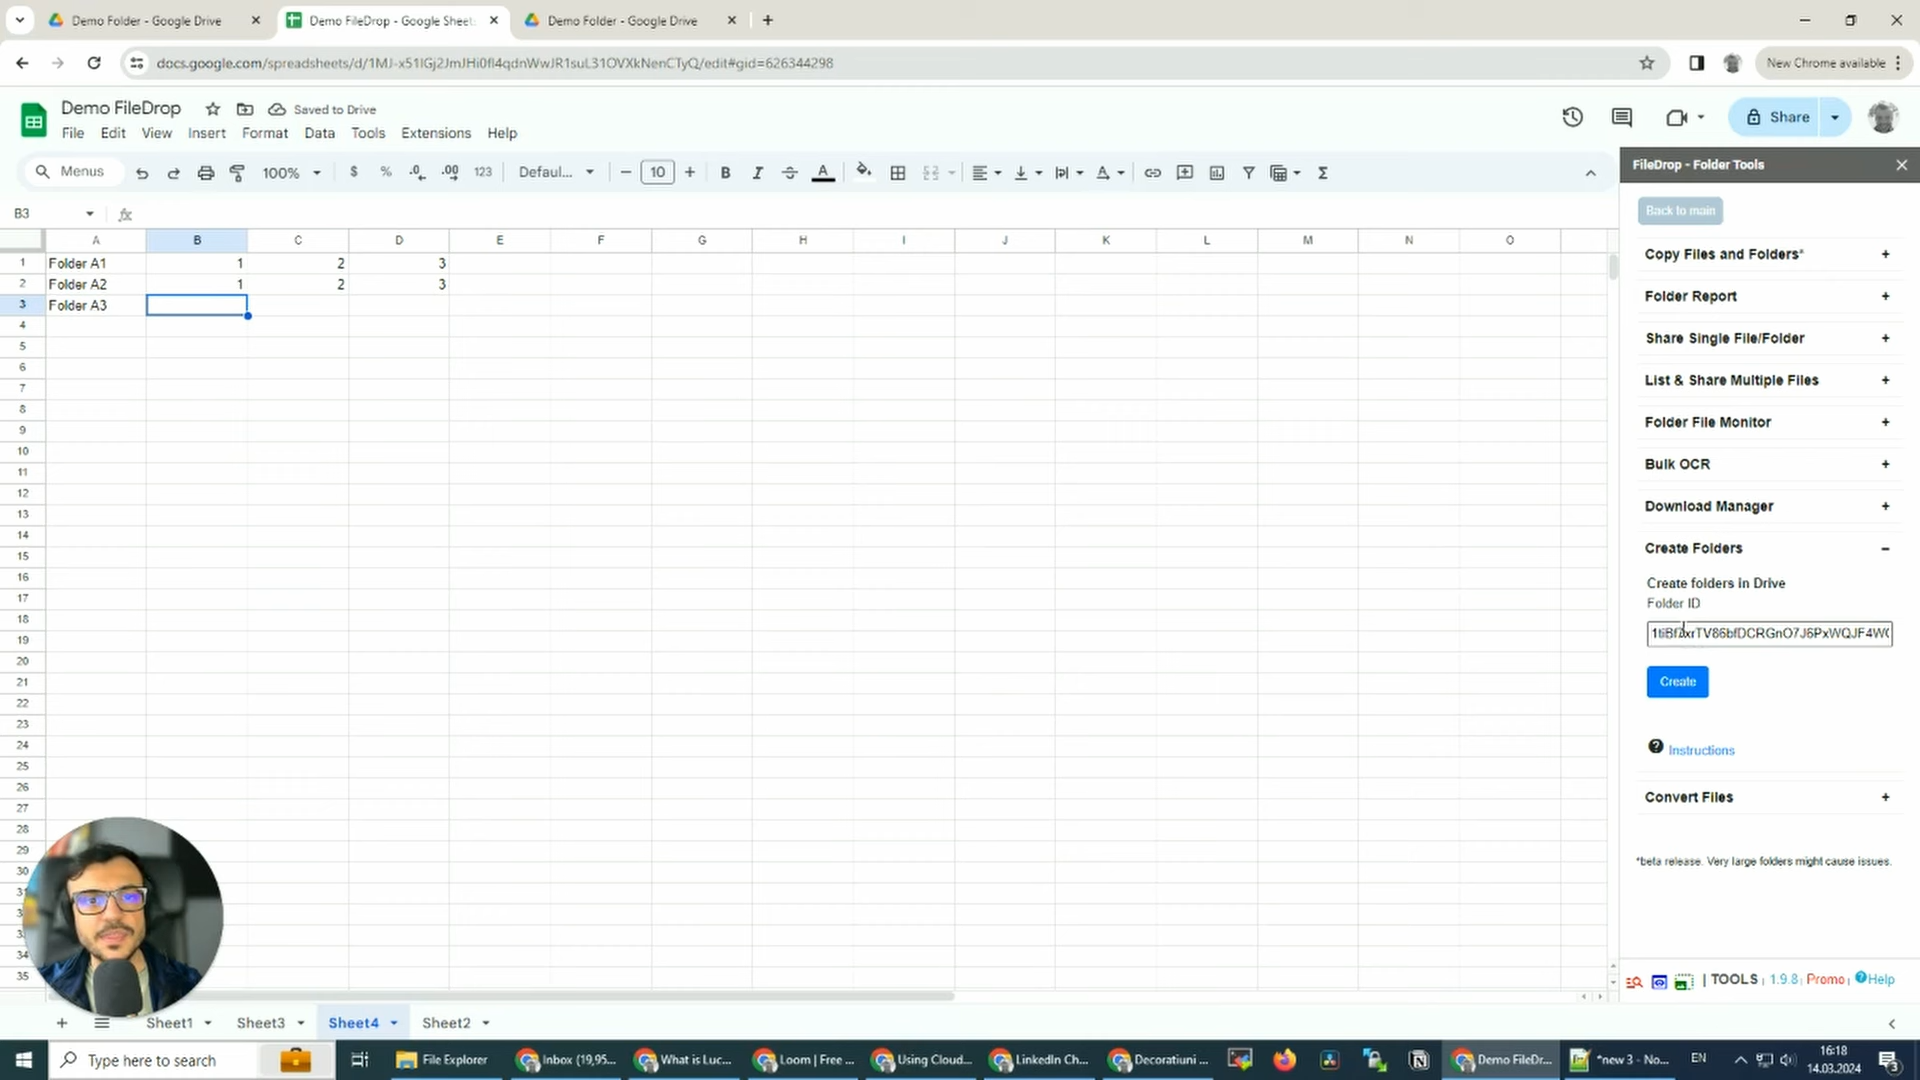 Demo Folder - Google Drive
Demo FileDrop - Google Sheets
Demo Folder - Google Drive
docs.google.com/spreadsheets/d/1MJ-x51lGj2JmJHi0fl4qdnWwJR1suL31OVXkNenCTyQ/edit#gid=626344298
New Chrome available
Demo FileDrop
Saved to Drive
File Edit View Insert Format Data Tools Extensions Help
Share
Menus
100%
$ % .0 .00 123
Defaul...
10
B I A
B3
fx
A B C D E F G H I J K L M N O
1 Folder A1 1 2 3
2 Folder A2 1 2 3
3 Folder A3
4
5
6
7
8
9
10
11
12
13
14
15
16
17
18
19
20
21
22
23
24
25
26
27
28
29
30
34
35
FileDrop - Folder Tools
Back to main
Copy Files and Folders* +
Folder Report +
Share Single File/Folder +
List & Share Multiple Files +
Folder File Monitor +
Bulk OCR +
Download Manager +
Create Folders −
Create folders in Drive
Folder ID
Create
Instructions
Convert Files +
*beta release. Very large folders might cause issues.
| TOOLS | 1.9.8 | Promo | Help
Sheet1 Sheet3 Sheet4 Sheet2
Type here to search
File Explorer
Inbox (19,95...
What is Luc...
Loom | Free ...
Using Cloud...
LinkedIn Ch...
Decoratiuni ...
Demo FileDr...
*new 3 - No...
EN
16:18
14.03.2024
3